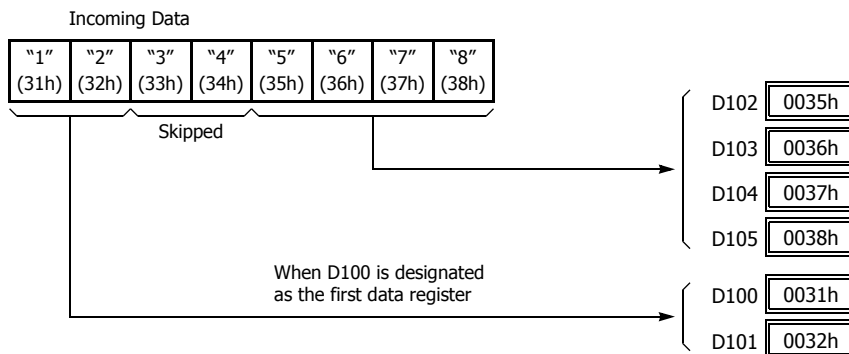 Incoming Data
“1” “2” “3” “4” “5” “6” “7” “8”
(31h) (32h) (33h) (34h) (35h) (36h) (37h) (38h)
Skipped
D102 0035h
D103 0036h
D104 0037h
D105 0038h
When D100 is designated
as the first data register
D100 0031h
D101 0032h